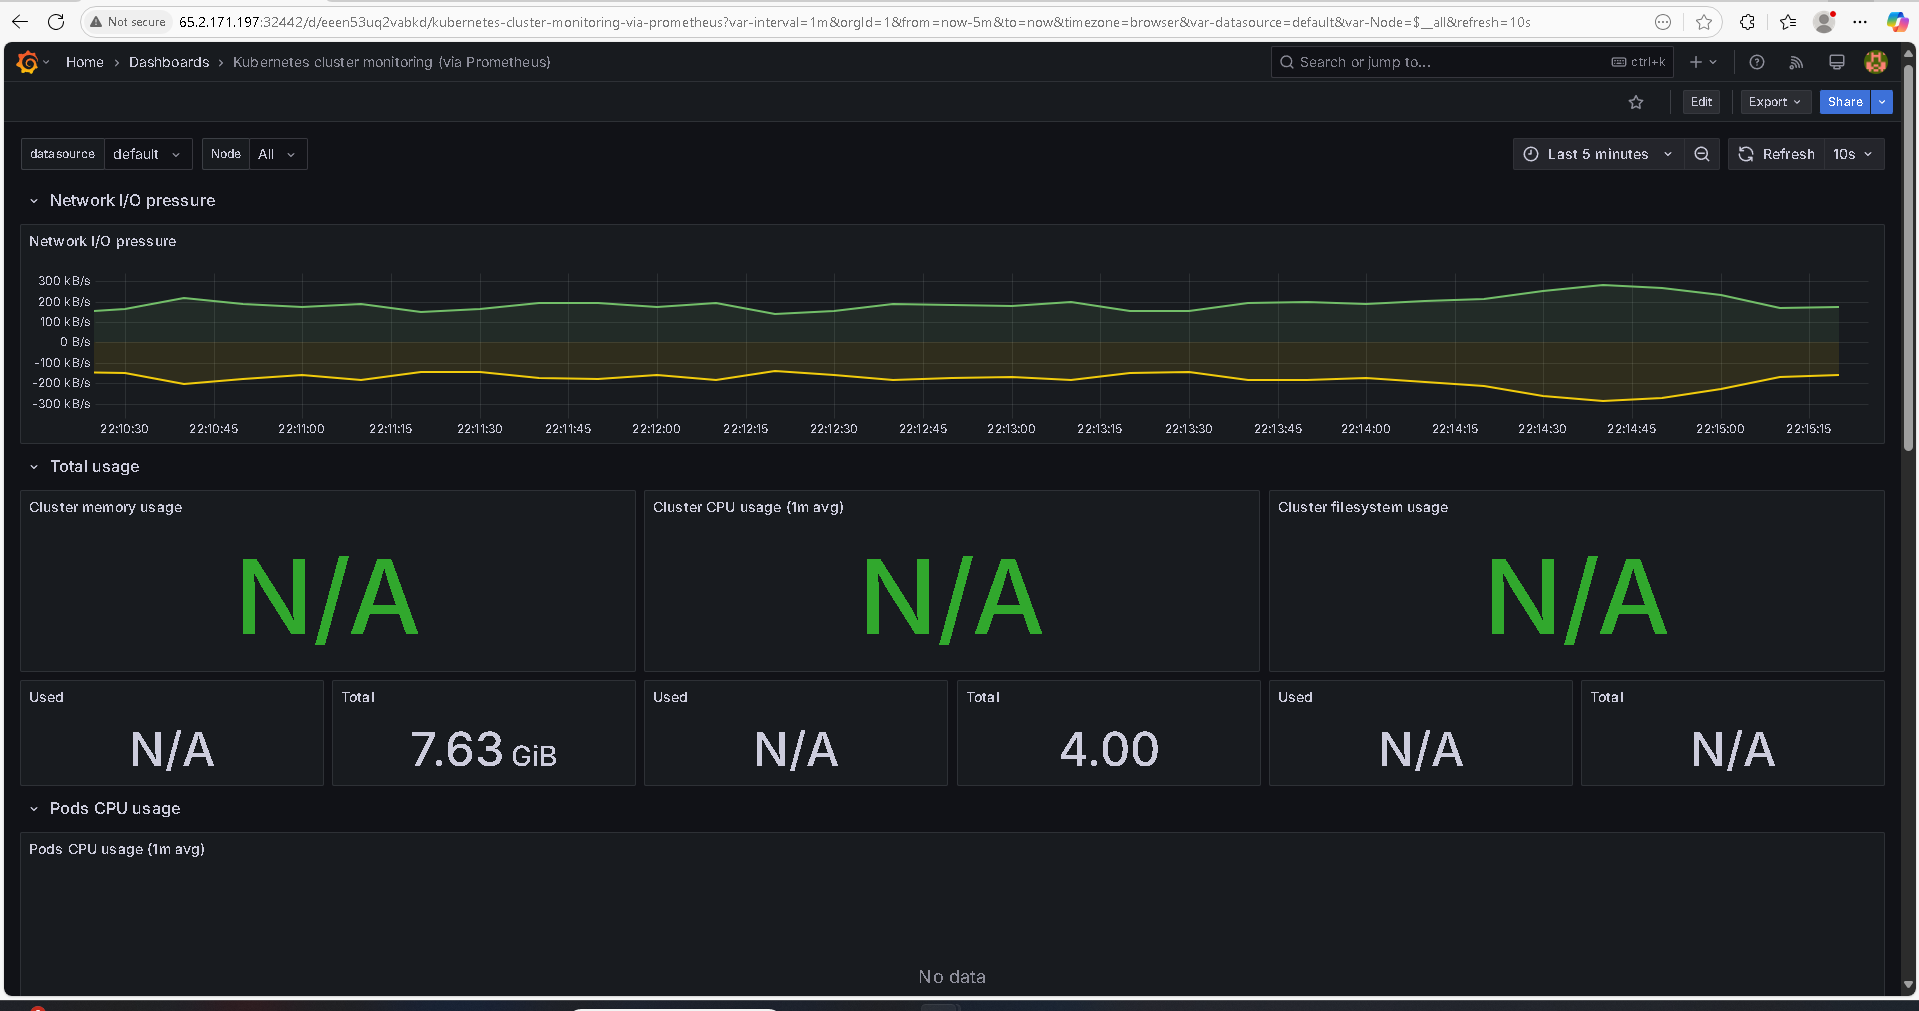 Not secure 65.2.171.197:32442/d/eeen53uq2vabkd/kubernetes-cluster-monitoring-via-prometheus?var-interval=1m&orgId=1&from=now-5m&to=now&timezone=browser&var-datasource=default&var-Node=$__all&refresh=10s
Home › Dashboards › Kubernetes cluster monitoring (via Prometheus) Search or jump to... ctrl+k
Edit Export Share
datasource default Node All Last 5 minutes Refresh 10s
Network I/O pressure
Network I/O pressure
300 kB/s
200 kB/s
100 kB/s
0 B/s
-100 kB/s
-200 kB/s
-300 kB/s
22:10:30 22:10:45 22:11:00 22:11:15 22:11:30 22:11:45 22:12:00 22:12:15 22:12:30 22:12:45 22:13:00 22:13:15 22:13:30 22:13:45 22:14:00 22:14:15 22:14:30 22:14:45 22:15:00 22:15:15
Total usage
Cluster memory usage Cluster CPU usage (1m avg) Cluster filesystem usage
N/A N/A N/A
Used Total Used Total Used Total
N/A 7.63 GiB N/A 4.00 N/A N/A
Pods CPU usage
Pods CPU usage (1m avg)
No data